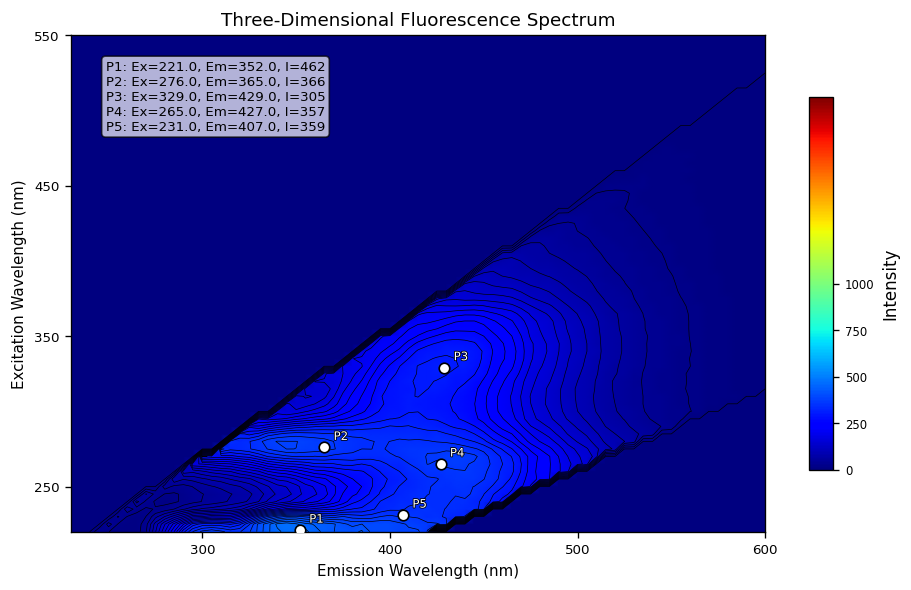 Three-Dimensional Fluorescence Spectrum
550
450
350
250
Excitation Wavelength (nm)
P1: Ex=221.0, Em=352.0, I=462
P2: Ex=276.0, Em=365.0, I=366
P3: Ex=329.0, Em=429.0, I=305
P4: Ex=265.0, Em=427.0, I=357
P5: Ex=231.0, Em=407.0, I=359
P3
P2
P4
P5
P1
300
400
500
600
Emission Wavelength (nm)
1000
750
500
250
0
Intensity